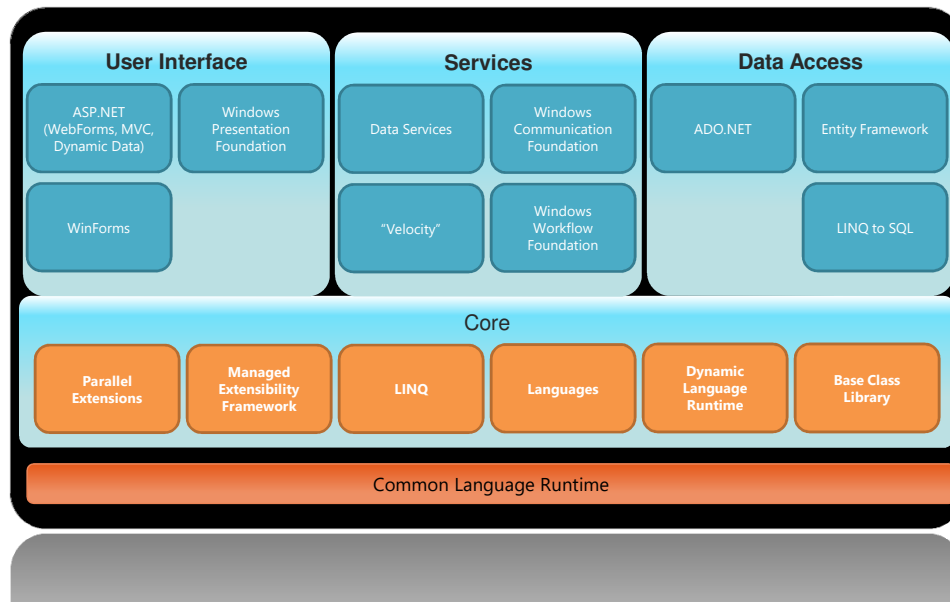 User Interface
ASP.NET
(WebForms, MVC,
Dynamic Data)
Windows
Presentation
Foundation
WinForms
Services
Data Services
Windows
Communication
Foundation
"Velocity”
Windows
Workflow
Foundation
Data Access
ADO.NET
Entity Framework
LINQ to SQL
Core
Parallel
Extensions
Managed
Extensibility
Framework
LINQ
Languages
Dynamic
Language
Runtime
Base Class
Library
Common Language Runtime